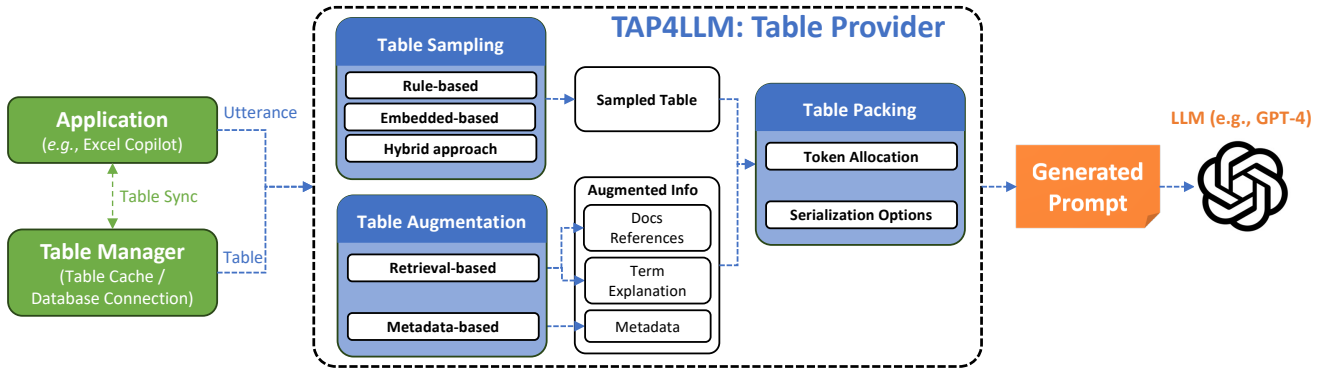 TAP4LLM: Table Provider
Application
(e.g., Excel Copilot)
Utterance
Table Sync
Table Manager
(Table Cache /
Database Connection)
Table
Table Sampling
Rule-based
Embedded-based
Hybrid approach
Table Augmentation
Retrieval-based
Metadata-based
Sampled Table
Augmented Info
Docs
References
Term
Explanation
Metadata
Table Packing
Token Allocation
Serialization Options
Generated
Prompt
LLM (e.g., GPT-4)